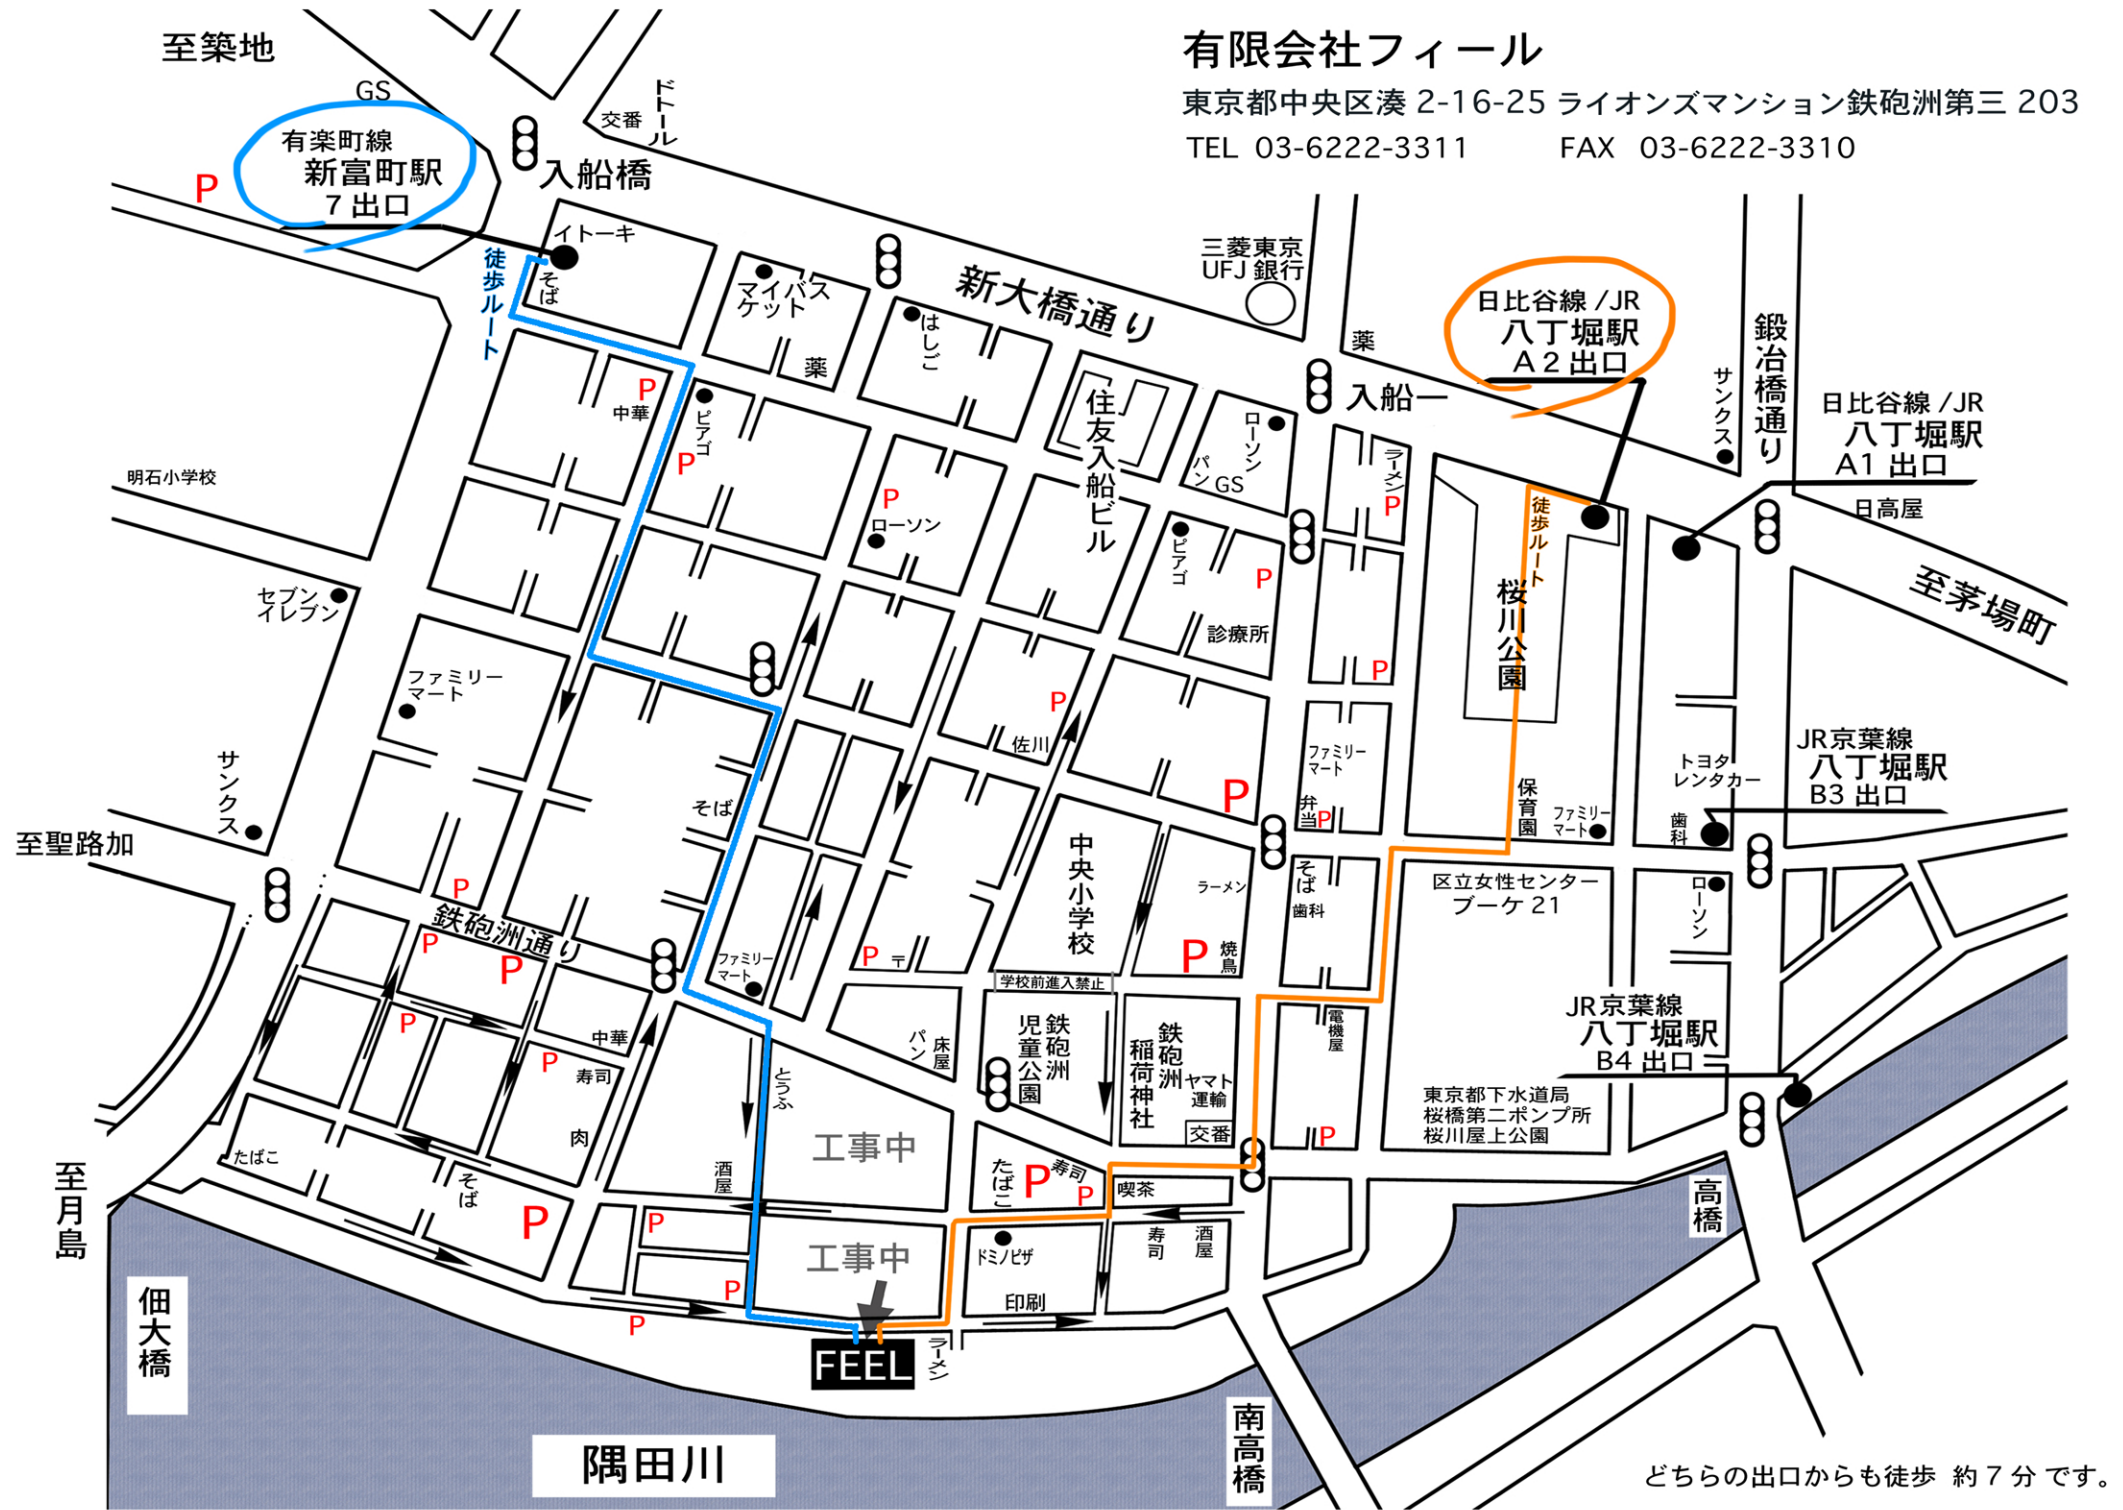 有限会社フィール
東京都中央区湊 2-16-25 ライオンズマンション鉄砲洲第三 203
TEL 03-6222-3311 FAX 03-6222-3310
至築地
GS
有楽町線
新富町駅
7 出口
P
交番
ドトール
入船橋
イトーキ
そば
徒歩ルート
マイバス
ケット
薬
はしご
新大橋通り
三菱東京
UFJ 銀行
薬
日比谷線 /JR
八丁堀駅
A 2 出口
入船一
サンクス
鍛冶橋通り
日比谷線 /JR
八丁堀駅
A1 出口
日高屋
至茅場町
P
中華
ピアゴ
P
P
ローソン
住友入船ビル
ローソン
パン
GS
ラーメン
P
徒歩ルート
桜川公園
明石小学校
セブン
イレブン
ピアゴ
P
診療所
P
ファミリー
マート
P
佐川
ファミリー
マート
弁当
P
P
保育園
ファミリー
マート
トヨタ
レンタカー
歯科
JR京葉線
八丁堀駅
B3 出口
サンクス
至聖路加
そば
中央小学校
ラーメン
そば
歯科
区立女性センター
ブーケ 21
ローソン
P
鉄砲洲通り
P
P
ファミリー
マート
P
〒
P
焼鳥
学校前進入禁止
P
中華
P
寿司
肉
パン
床屋
鉄砲洲
児童公園
鉄砲洲
稲荷神社
ヤマト
運輸
交番
電機屋
P
JR京葉線
八丁堀駅
B4 出口
東京都下水道局
桜橋第二ポンプ所
桜川屋上公園
とうふ
工事中
たばこ
そば
P
酒屋
たばこ
P
寿司
P
喫茶
寿司
酒屋
高橋
至月島
P
P
P
工事中
ドミノピザ
印刷
ラーメン
FEEL
佃大橋
隅田川
南高橋
どちらの出口からも徒歩 約 7 分 です。